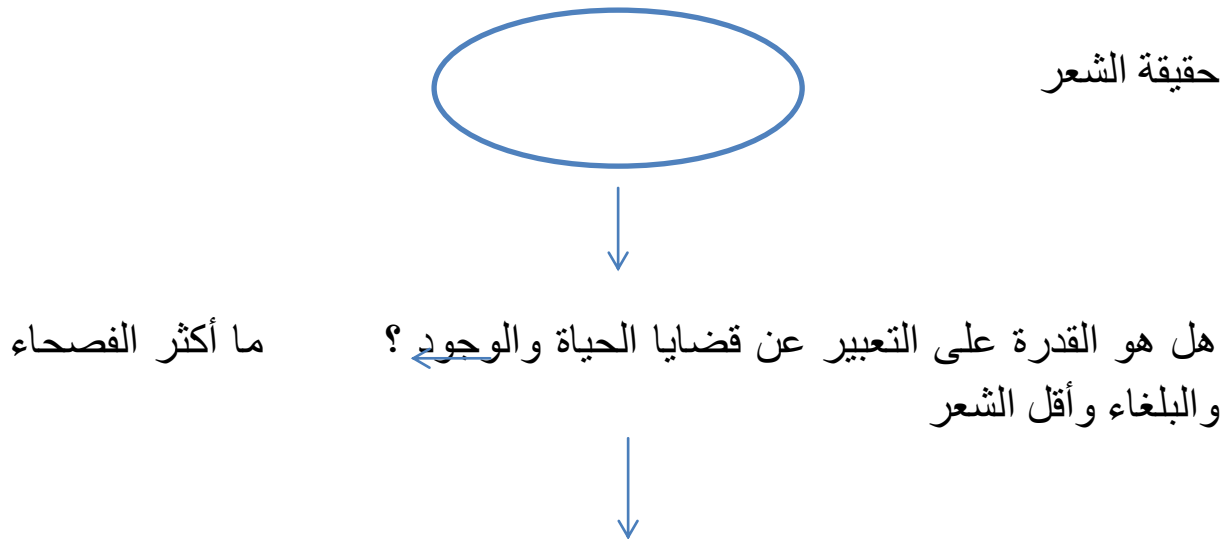 حقيقة الشعر
هل هو القدرة على التعبير عن قضايا الحياة والوجود ؟ ما أكثر الفصحاء
والبلغاء وأقل الشعر